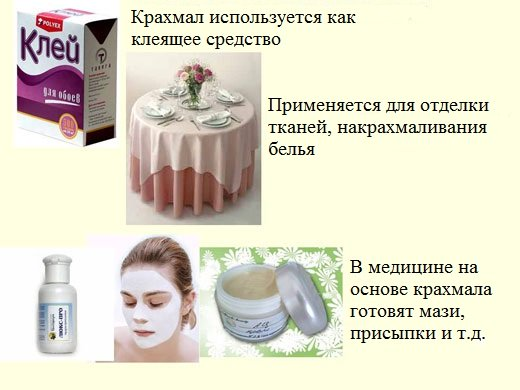 Крахмал используется как
клеящее средство
POLYEX
Клей
для обоев
Применяется для отделки
тканей, накрахмаливания
белья
В медицине на
основе крахмала
готовят мази,
присыпки и т.д.